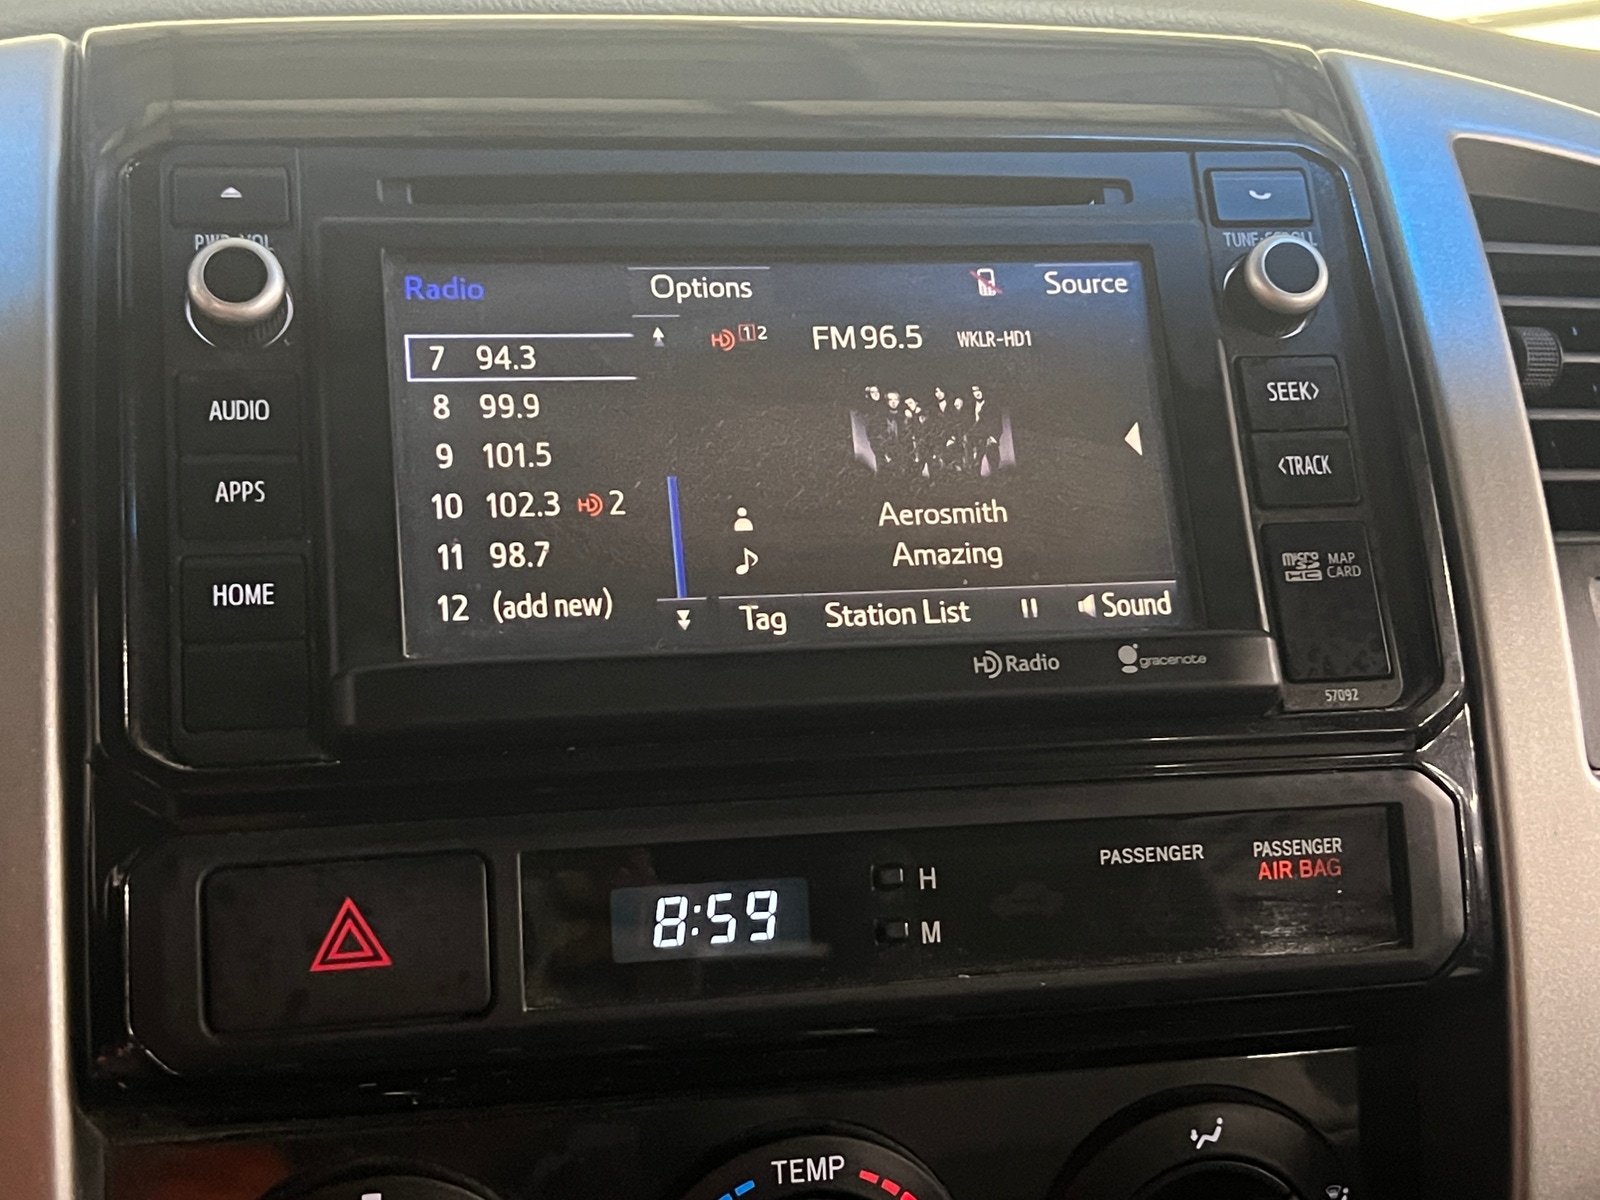 PWR·VOL
TUNE·SCROLL
Radio
Options
Source
7 94.3
HD 1 2 FM 96.5 WKLR-HD1
8 99.9
9 101.5
10 102.3 HD 2
11 98.7
12 (add new)
Aerosmith
Amazing
Tag Station List Sound
AUDIO
APPS
HOME
SEEK>
<TRACK
micro SD HC
MAP
CARD
HD Radio
gracenote
57092
8:59
H
M
PASSENGER
PASSENGER
AIR BAG
TEMP